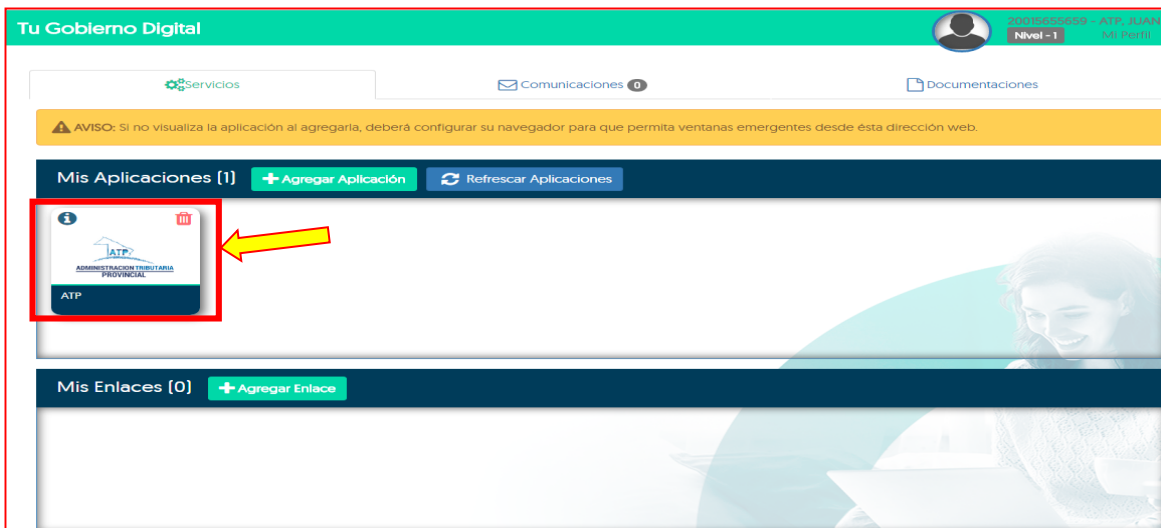 Tu Gobierno Digital
20015655659 - ATP, JUAN
Nivel - 1 Mi Perfil
Servicios
Comunicaciones 0
Documentaciones
AVISO: Si no visualiza la aplicación al agregarla, deberá configurar su navegador para que permita ventanas emergentes desde ésta dirección web.
Mis Aplicaciones (1) Agregar Aplicación Refrescar Aplicaciones
ATP
ADMINISTRACION TRIBUTARIA
PROVINCIAL
ATP
Mis Enlaces (0) Agregar Enlace